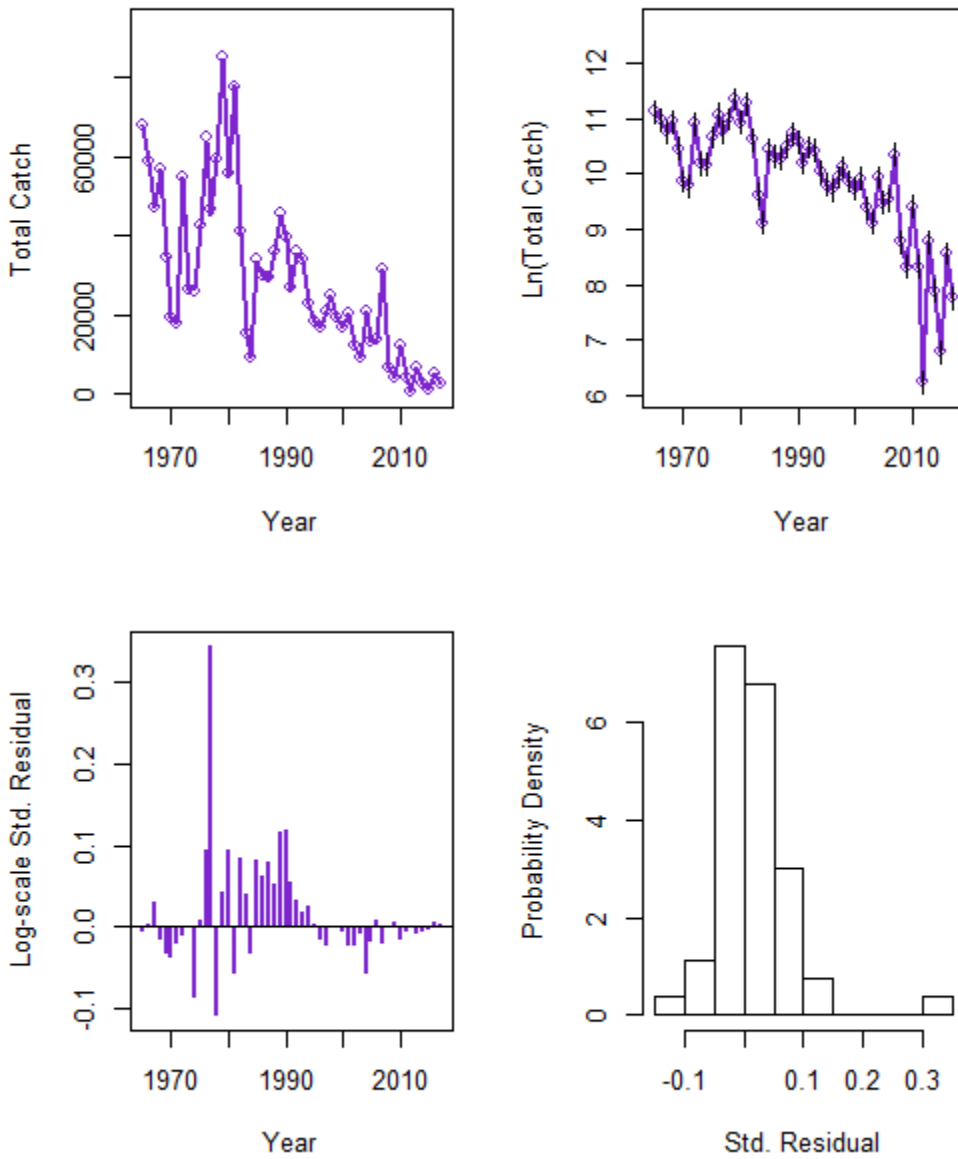 Total Catch
60000
20000
0
1970 1990 2010
Year
Ln(Total Catch)
12
11
10
9
8
7
6
1970 1990 2010
Year
Log-scale Std. Residual
0.3
0.2
0.1
0.0
-0.1
1970 1990 2010
Year
Probability Density
6
4
2
0
-0.1 0.1 0.2 0.3
Std. Residual